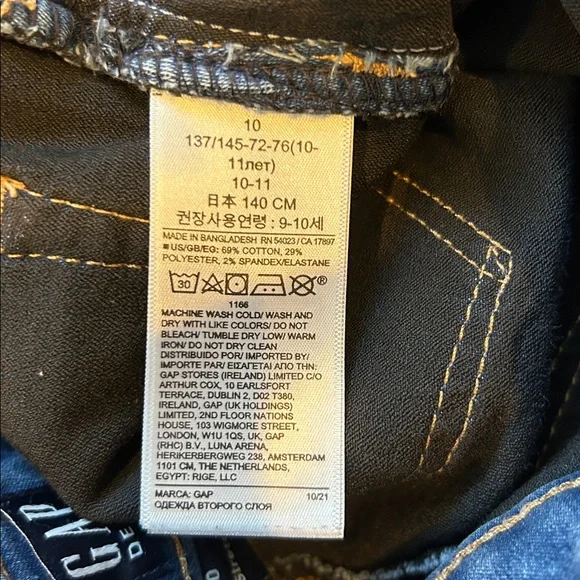 10
137/145-72-76(10-
11лет)
10-11
日本 140 CM
권장사용연령 : 9-10세
MADE IN BANGLADESH RN 54023 / CA 17897
■ US/GB/EG: 69% COTTON, 29%
POLYESTER, 2% SPANDEX/ELASTANE
30
1166
MACHINE WASH COLD/ WASH AND
DRY WITH LIKE COLORS/ DO NOT
BLEACH/ TUMBLE DRY LOW/ WARM
IRON/ DO NOT DRY CLEAN
DISTRIBUIDO POR/ IMPORTED BY/
IMPORTE PAR/ ΕΙΣΑΓΕΤΑΙ ΑΠΟ ΤΗΝ:
GAP STORES (IRELAND) LIMITED C/O
ARTHUR COX, 10 EARLSFORT
TERRACE, DUBLIN 2, D02 T380,
IRELAND, GAP (UK HOLDINGS)
LIMITED, 2ND FLOOR NATIONS
HOUSE, 103 WIGMORE STREET,
LONDON, W1U 1QS, UK, GAP
(RHC) B.V., LUNA ARENA,
HERIKERBERGWEG 238, AMSTERDAM
1101 CM, THE NETHERLANDS,
EGYPT: RIGE, LLC
MARCA: GAP 10/21
ОДЕЖДА ВТОРОГО СЛОЯ
GAP
DE